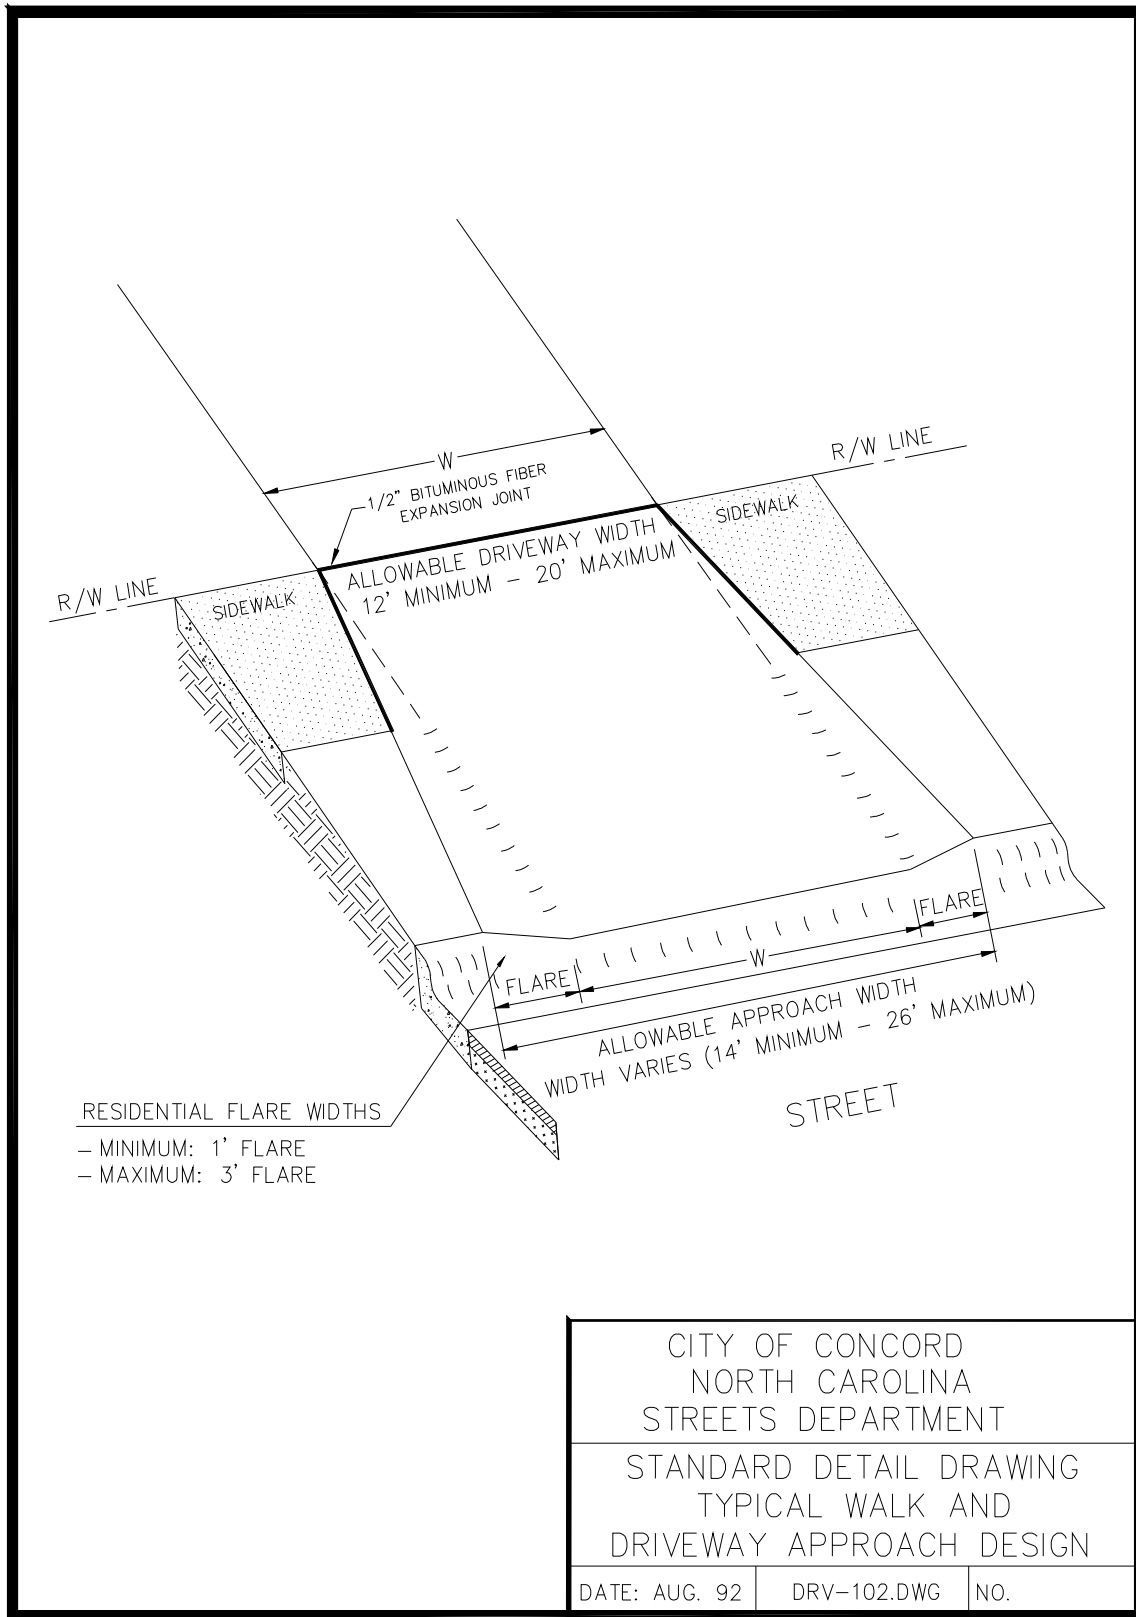 W
1/2" BITUMINOUS FIBER
EXPANSION JOINT
R/W LINE
SIDEWALK
ALLOWABLE DRIVEWAY WIDTH
12' MINIMUM - 20' MAXIMUM
R/W LINE
SIDEWALK
FLARE
W
FLARE
ALLOWABLE APPROACH WIDTH
WIDTH VARIES (14' MINIMUM - 26' MAXIMUM)
STREET
RESIDENTIAL FLARE WIDTHS
- MINIMUM: 1' FLARE
- MAXIMUM: 3' FLARE
CITY OF CONCORD
NORTH CAROLINA
STREETS DEPARTMENT
STANDARD DETAIL DRAWING
TYPICAL WALK AND
DRIVEWAY APPROACH DESIGN
DATE: AUG. 92 DRV-102.DWG NO.